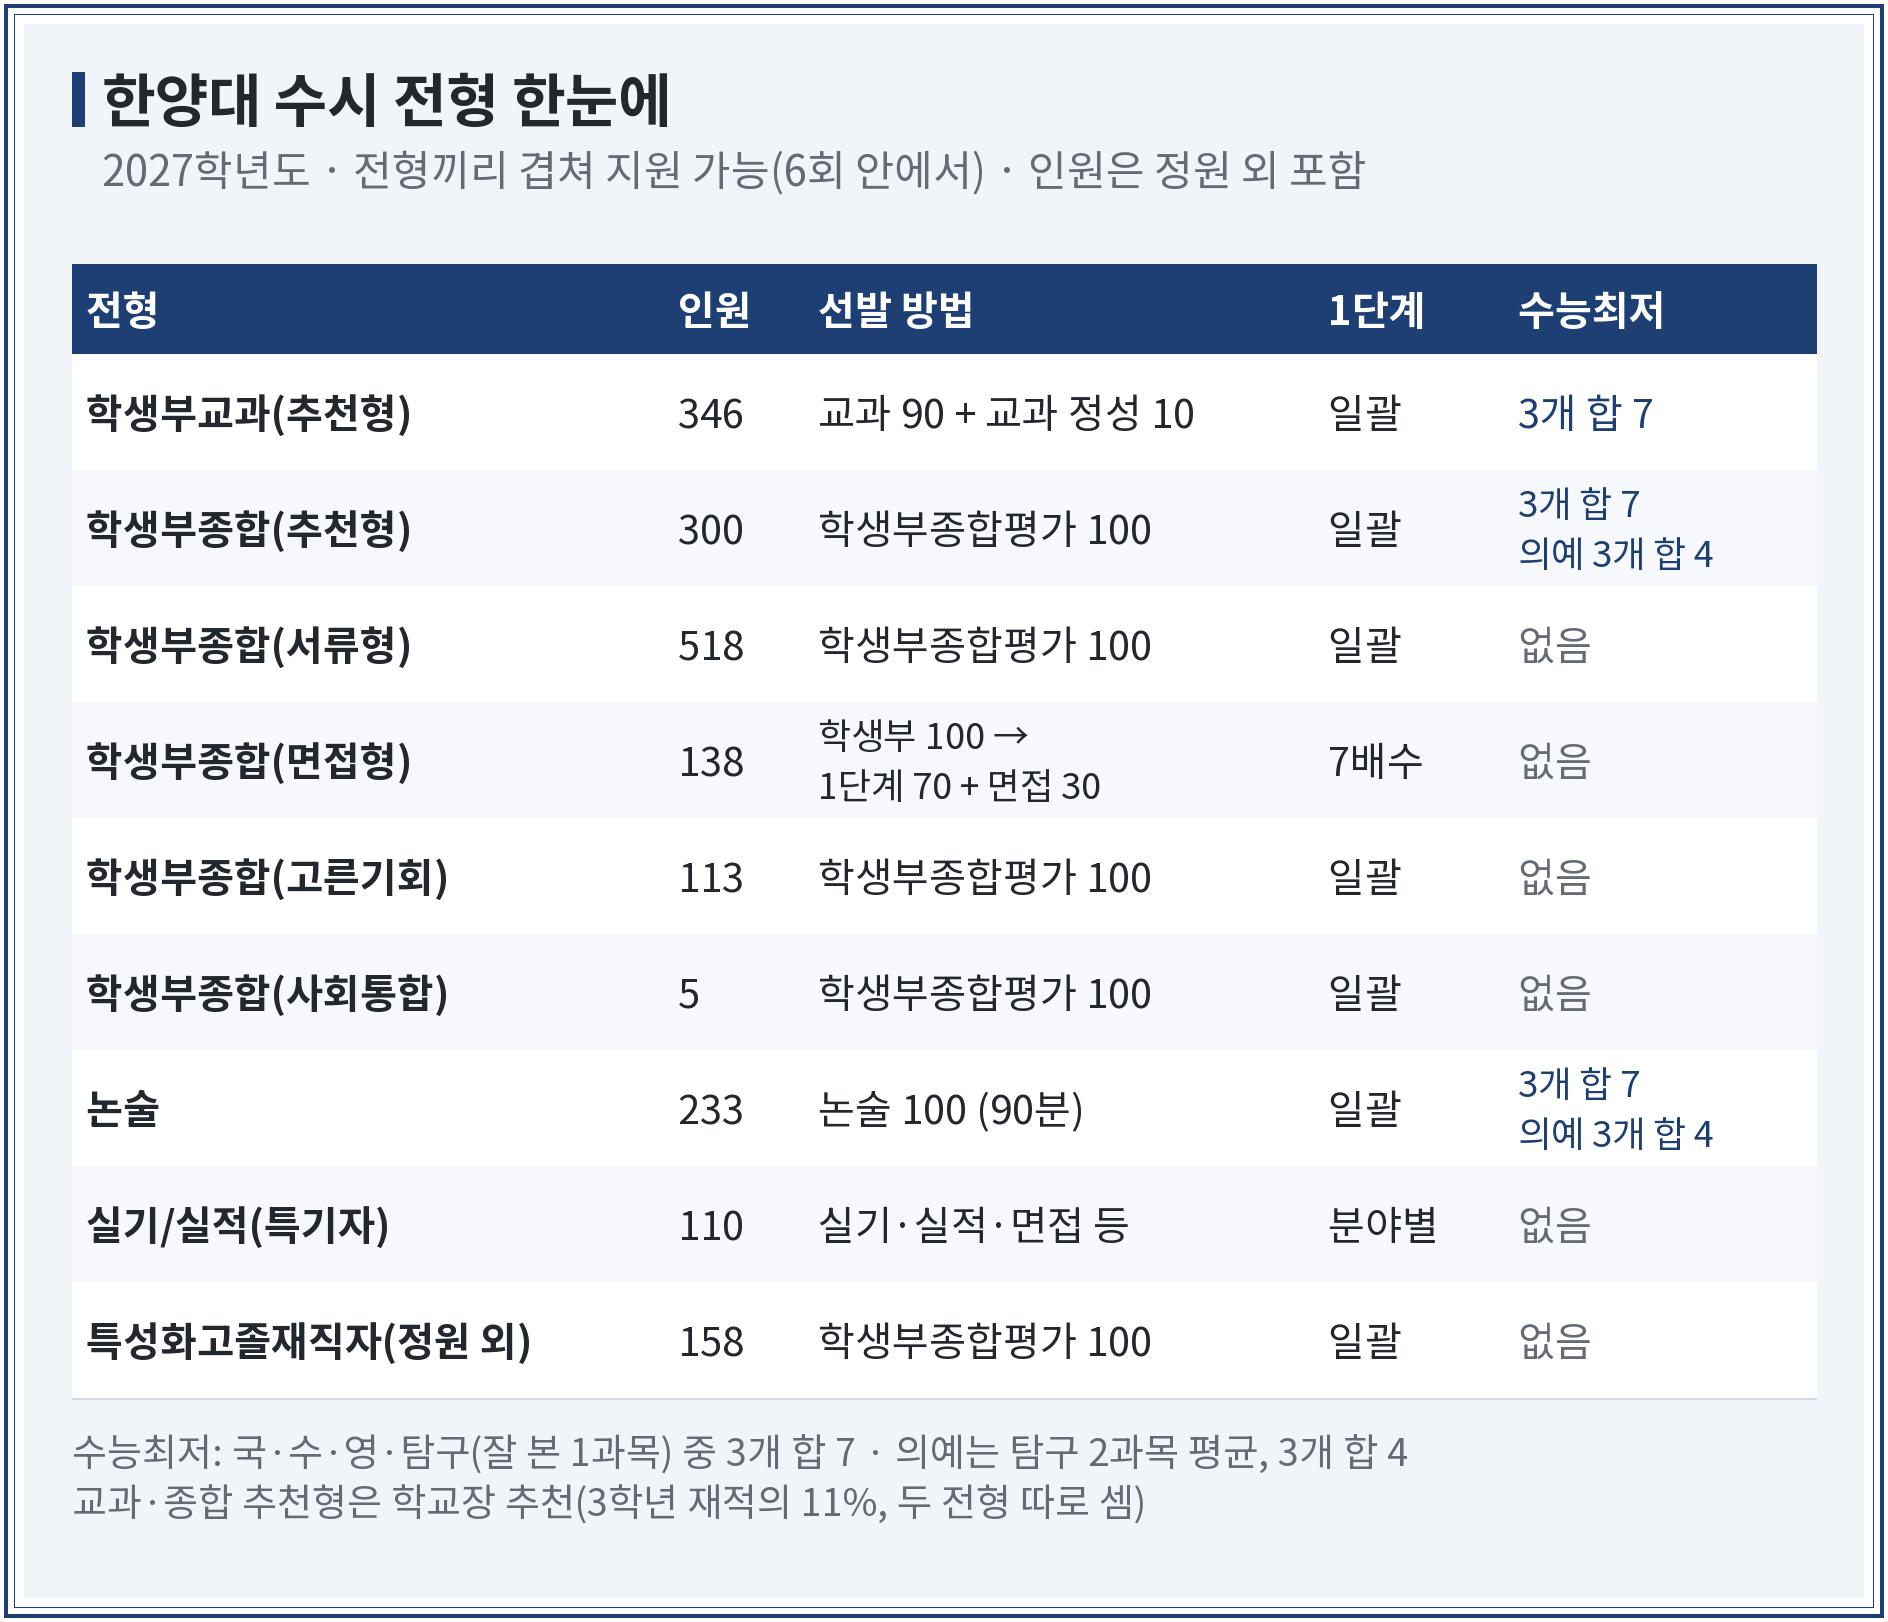 한양대 수시 전형 한눈에
2027학년도 · 전형끼리 겹쳐 지원 가능(6회 안에서) · 인원은 정원 외 포함
전형 인원 선발 방법 1단계 수능최저
학생부교과(추천형) 346 교과 90 + 교과 정성 10 일괄 3개 합 7
학생부종합(추천형) 300 학생부종합평가 100 일괄 3개 합 7
의예 3개 합 4
학생부종합(서류형) 518 학생부종합평가 100 일괄 없음
학생부종합(면접형) 138 학생부 100 →
1단계 70 + 면접 30 7배수 없음
학생부종합(고른기회) 113 학생부종합평가 100 일괄 없음
학생부종합(사회통합) 5 학생부종합평가 100 일괄 없음
논술 233 논술 100 (90분) 일괄 3개 합 7
의예 3개 합 4
실기/실적(특기자) 110 실기·실적·면접 등 분야별 없음
특성화고졸재직자(정원 외) 158 학생부종합평가 100 일괄 없음
수능최저: 국·수·영·탐구(잘 본 1과목) 중 3개 합 7 · 의예는 탐구 2과목 평균, 3개 합 4
교과·종합 추천형은 학교장 추천(3학년 재적의 11%, 두 전형 따로 셈)